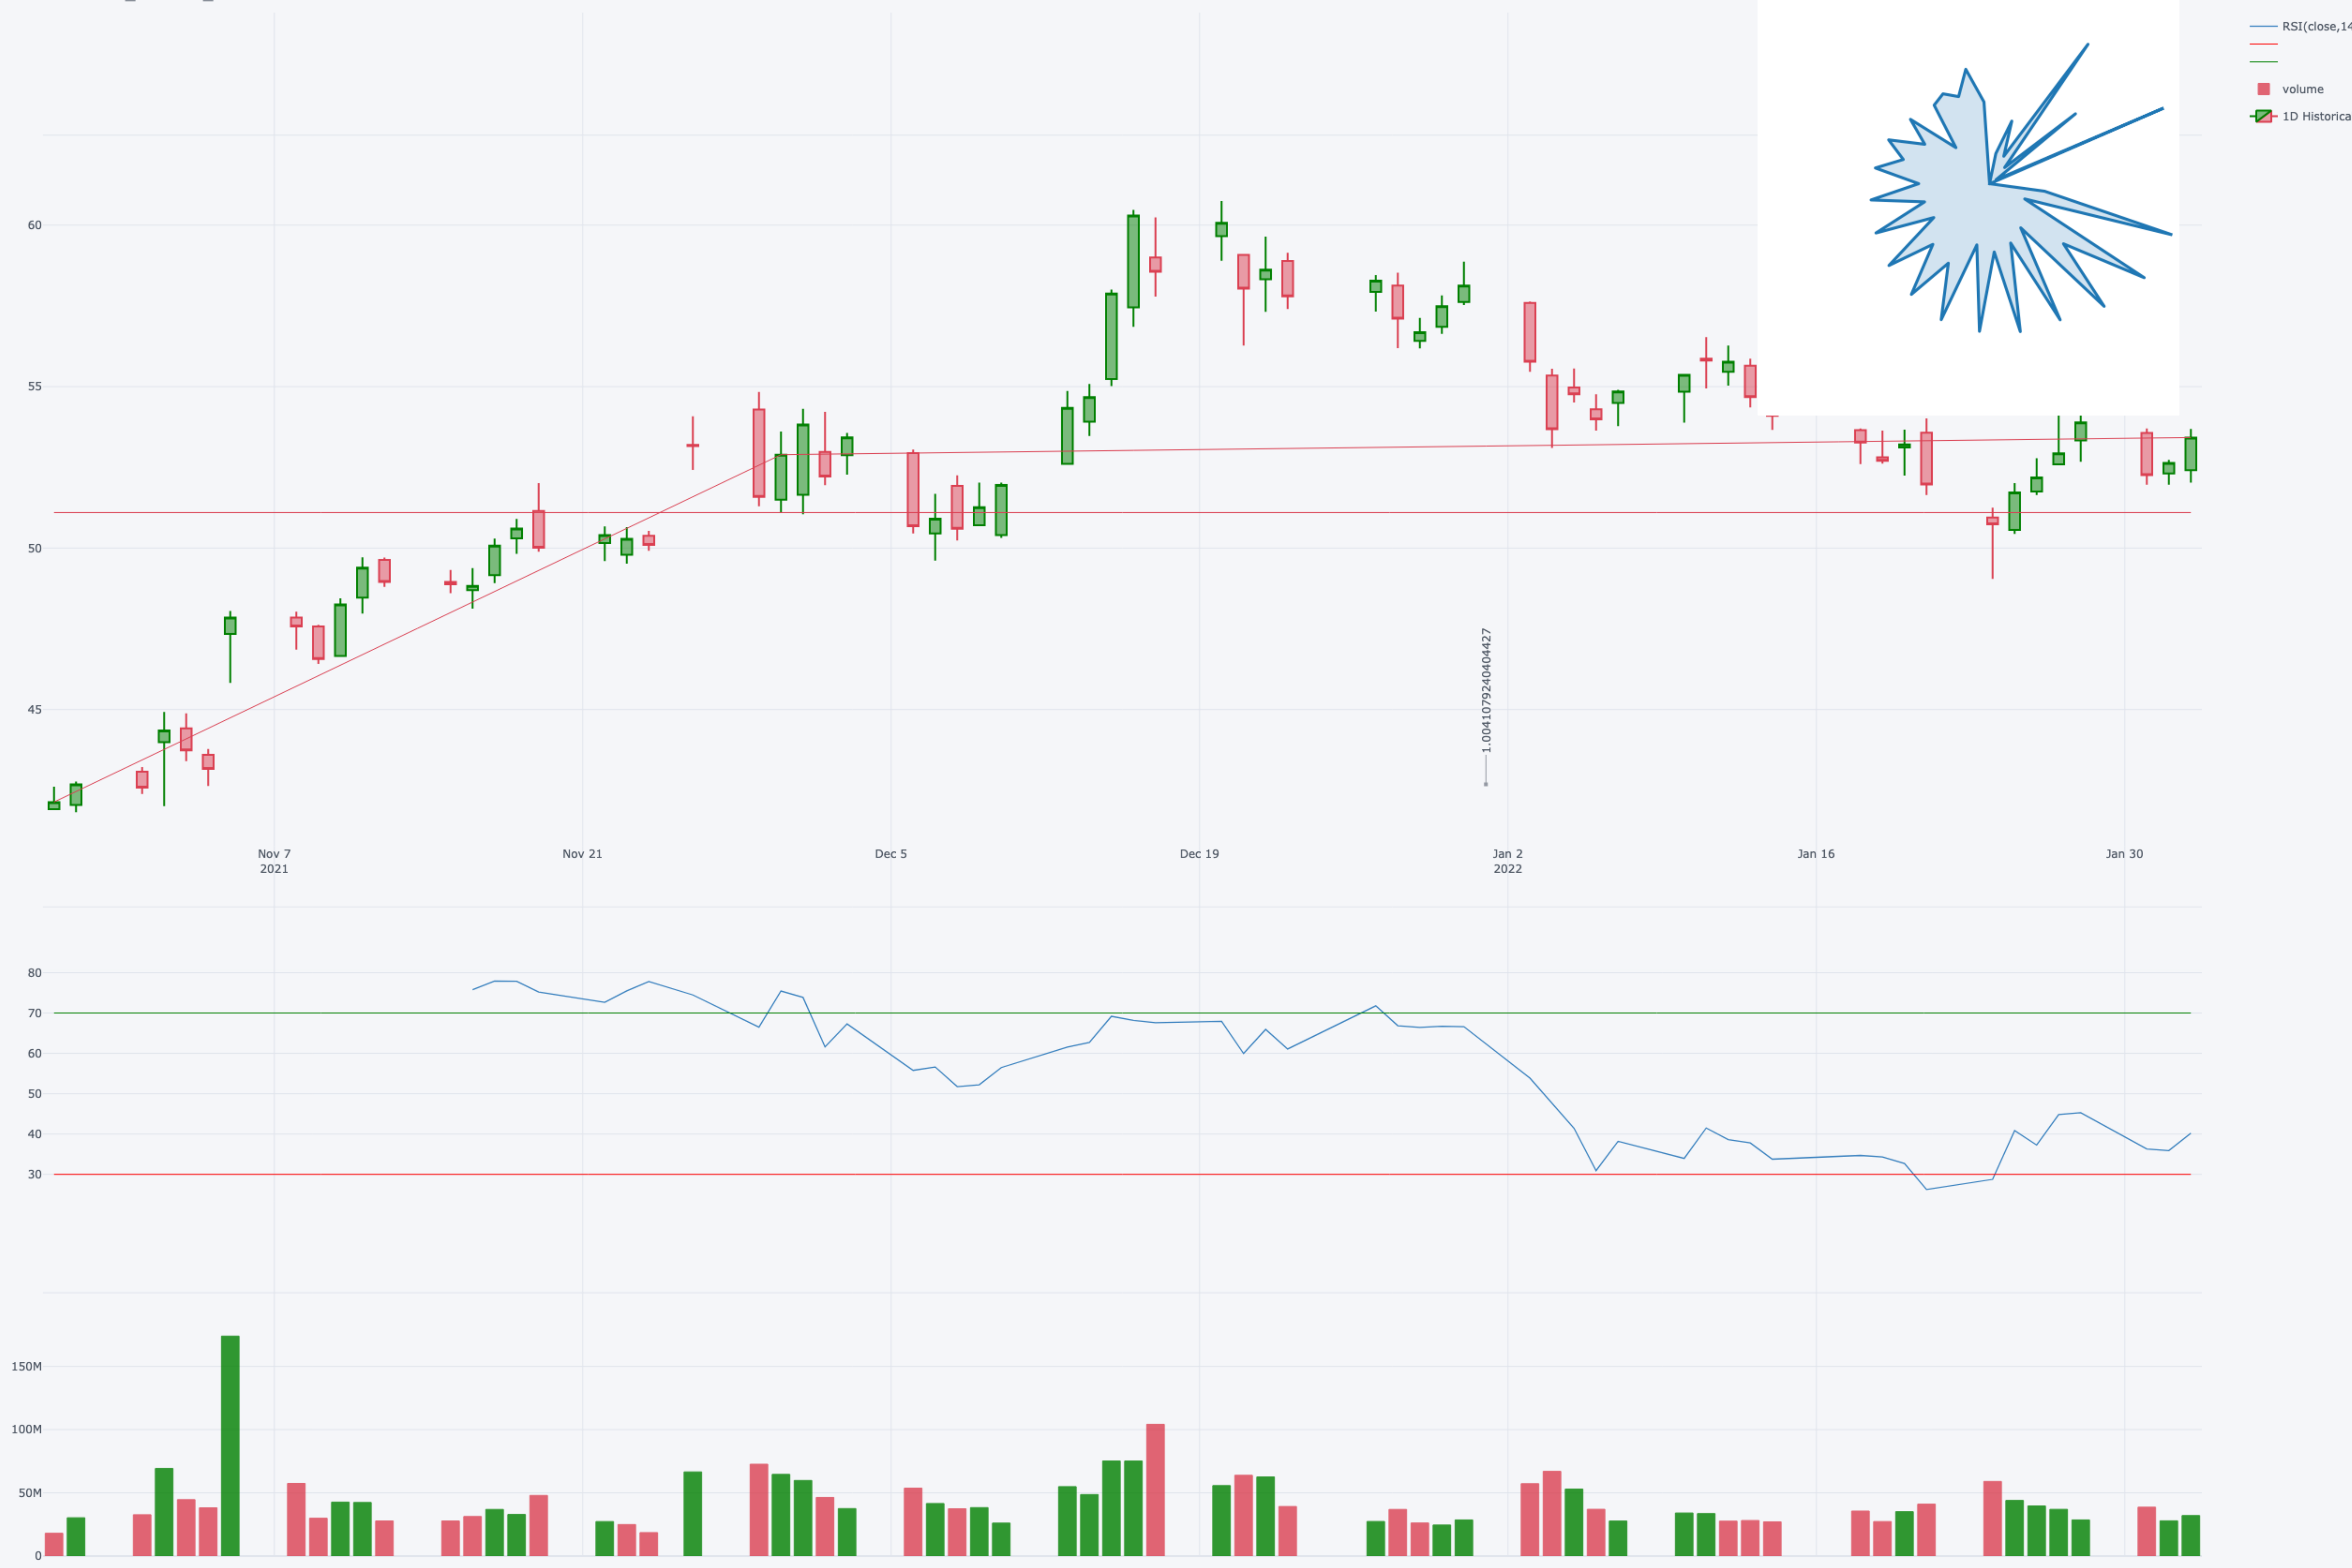 RSI(close,14
volume
1D Historica
60
55
50
45
1.0041079240404427
Nov 7
2021
Nov 21
Dec 5
Dec 19
Jan 2
2022
Jan 16
Jan 30
80
70
60
50
40
30
150M
100M
50M
0